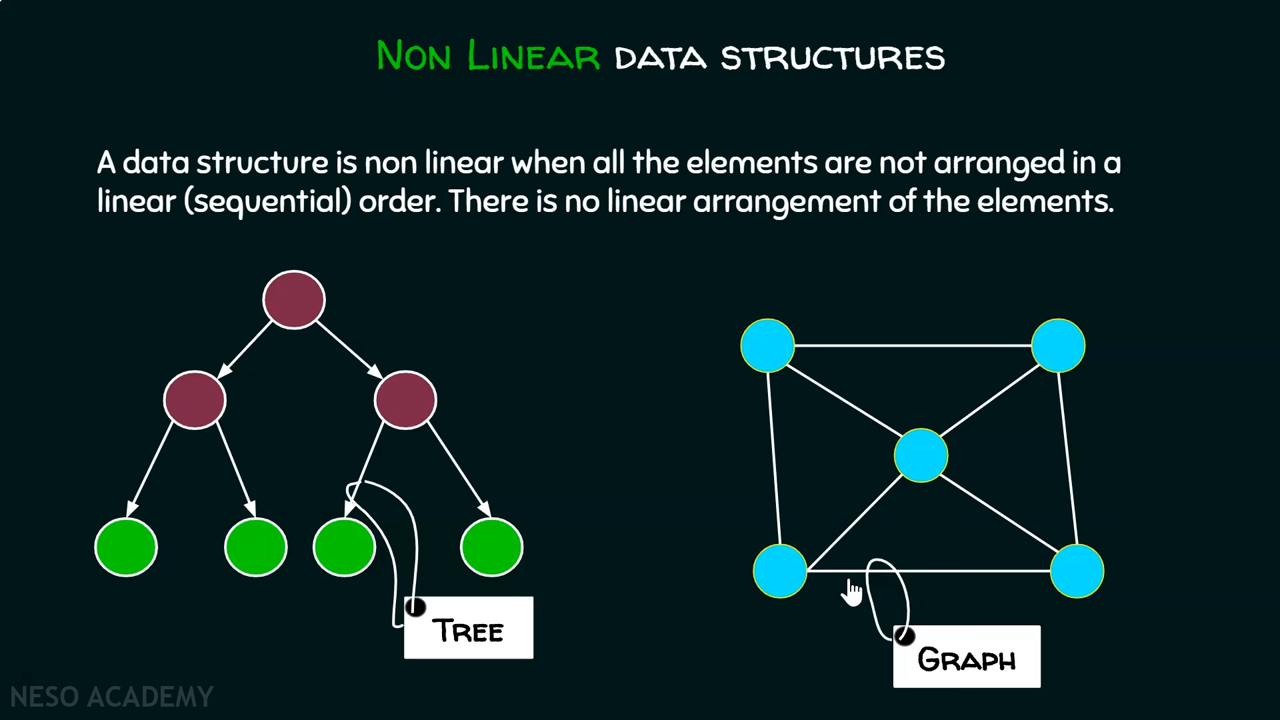 NON LINEAR DATA STRUCTURES
A data structure is non linear when all the elements are not arranged in a
linear (sequential) order. There is no linear arrangement of the elements.
TREE
GRAPH
NESO ACADEMY